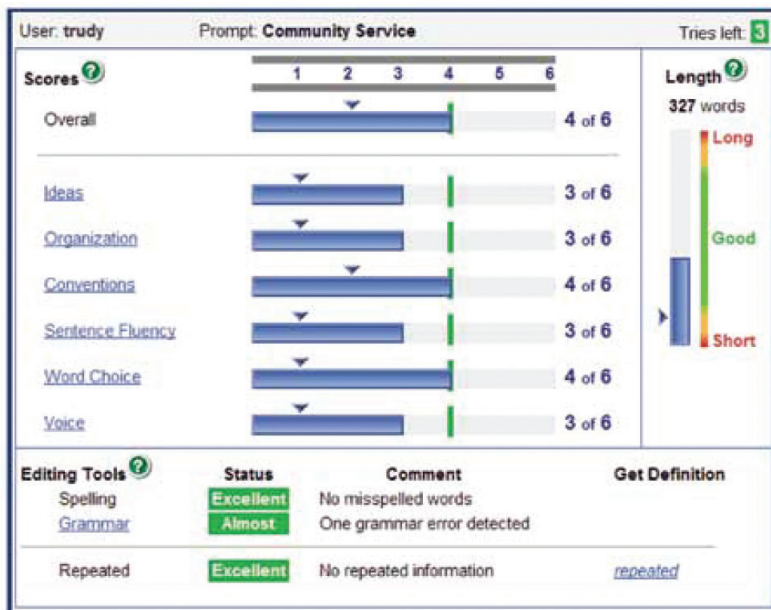 User: trudy Prompt: Community Service Tries left: 3
Scores ? 1 2 3 4 5 6 Length ?
327 words
Overall 4 of 6
Long
Ideas 3 of 6
Organization 3 of 6
Good
Conventions 4 of 6
Sentence Fluency 3 of 6
Short
Word Choice 4 of 6
Voice 3 of 6
Editing Tools ? Status Comment Get Definition
Spelling Excellent No misspelled words
Grammar Almost One grammar error detected
Repeated Excellent No repeated information repeated